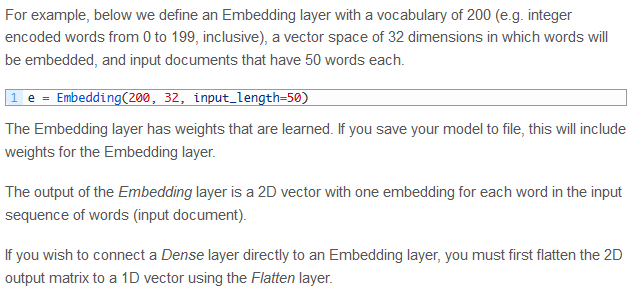 For example, below we define an Embedding layer with a vocabulary of 200 (e.g. integer
encoded words from 0 to 199, inclusive), a vector space of 32 dimensions in which words will
be embedded, and input documents that have 50 words each.
1 e = Embedding(200, 32, input_length=50)
The Embedding layer has weights that are learned. If you save your model to file, this will include
weights for the Embedding layer.
The output of the Embedding layer is a 2D vector with one embedding for each word in the input
sequence of words (input document).
If you wish to connect a Dense layer directly to an Embedding layer, you must first flatten the 2D
output matrix to a 1D vector using the Flatten layer.